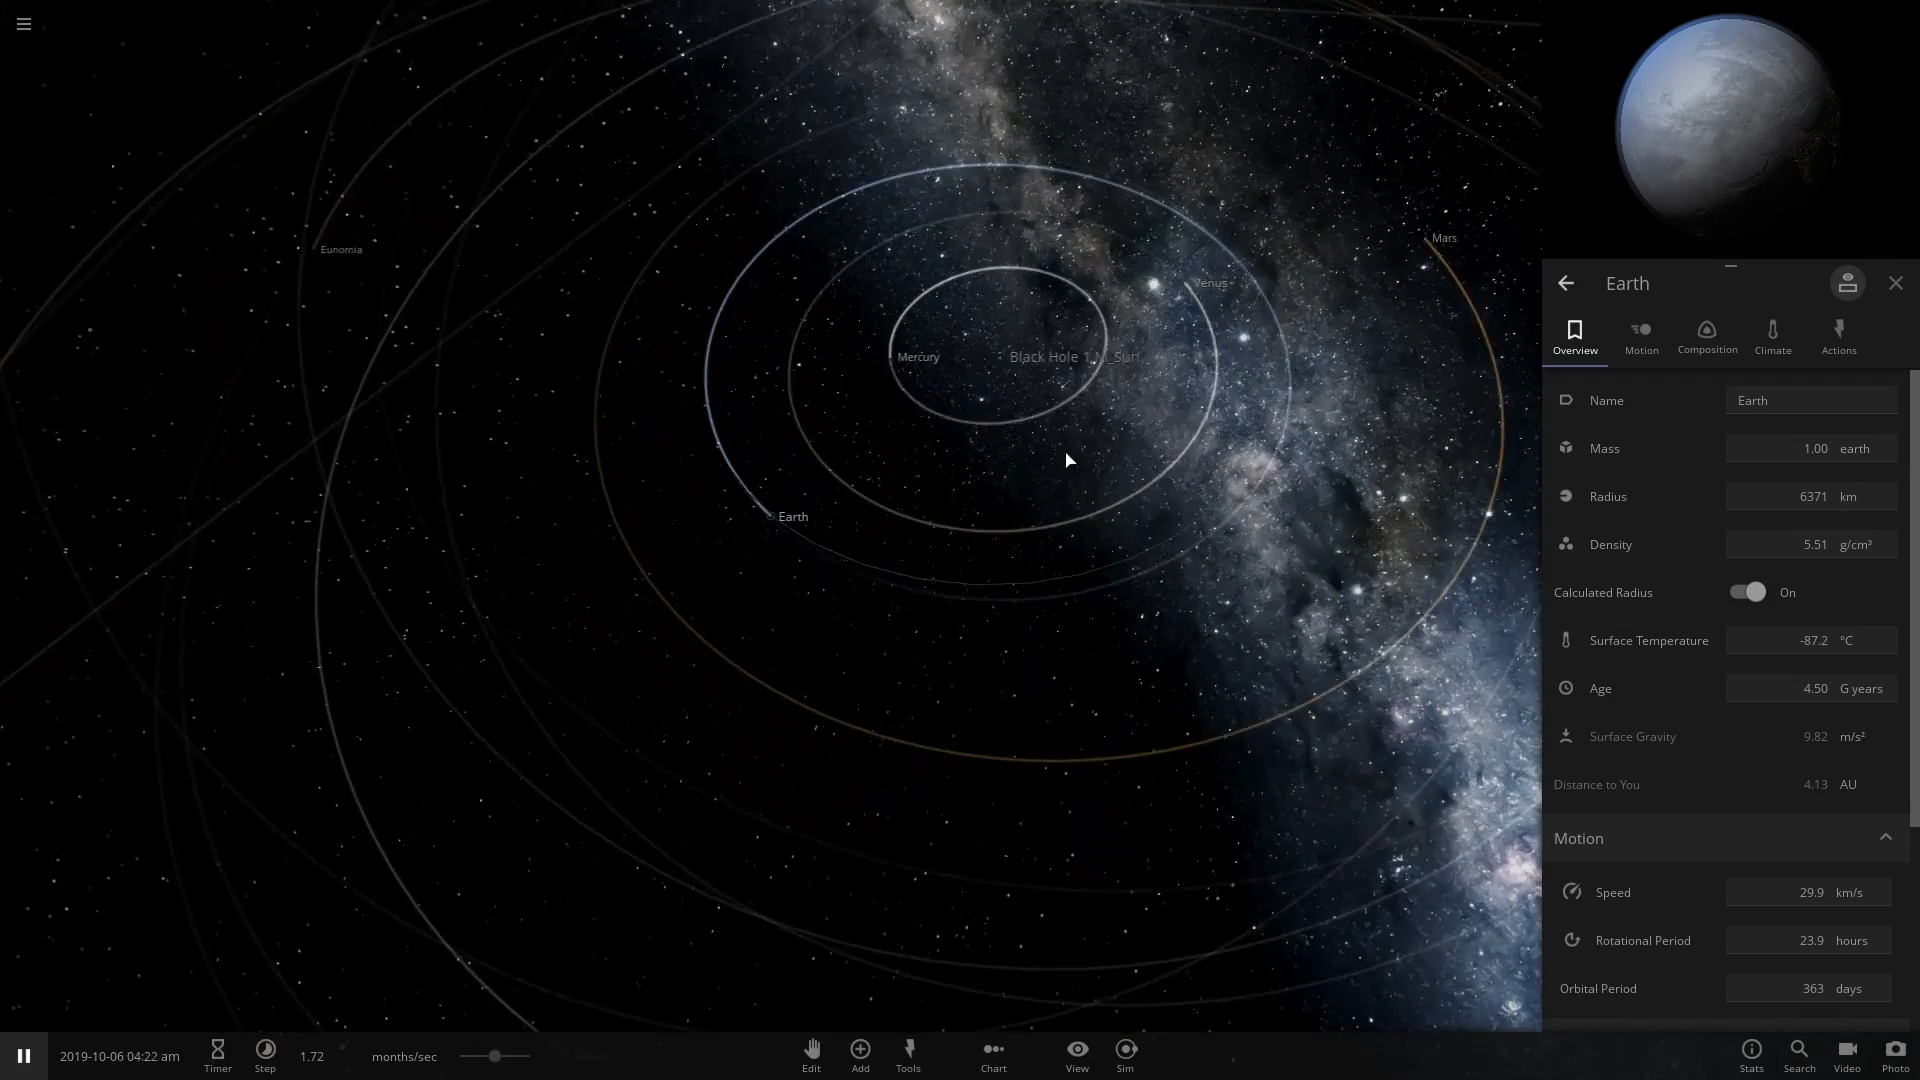 Eunomia
Mars
Venus
Mercury
Black Hole 1 M_Sun
Earth
Earth
Overview
Motion
Composition
Climate
Actions
Name Earth
Mass 1.00 earth
Radius 6371 km
Density 5.51 g/cm³
Calculated Radius On
Surface Temperature -87.2 °C
Age 4.50 G years
Surface Gravity 9.82 m/s²
Distance to You 4.13 AU
Motion
Speed 29.9 km/s
Rotational Period 23.9 hours
Orbital Period 363 days
2019-10-06 04:22 am
Timer
Step
1.72 months/sec
Edit
Add
Tools
Chart
View
Sim
Stats
Search
Video
Photo